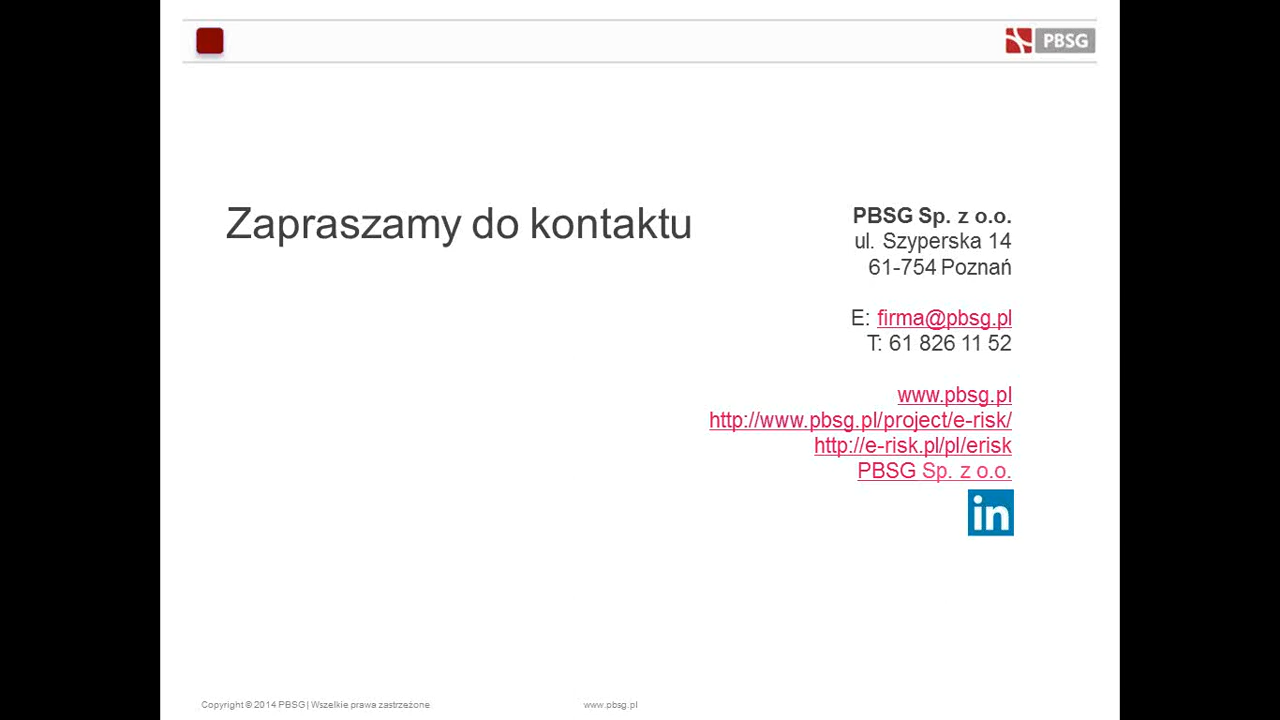 PBSG
Zapraszamy do kontaktu
PBSG Sp. z o.o.
ul. Szyperska 14
61-754 Poznań
E: firma@pbsg.pl
T: 61 826 11 52
www.pbsg.pl
http://www.pbsg.pl/project/e-risk/
http://e-risk.pl/pl/erisk
PBSG Sp. z o.o.
in
Copyright © 2014 PBSG| Wszelkie prawa zastrzeżone
www.pbsg.pl